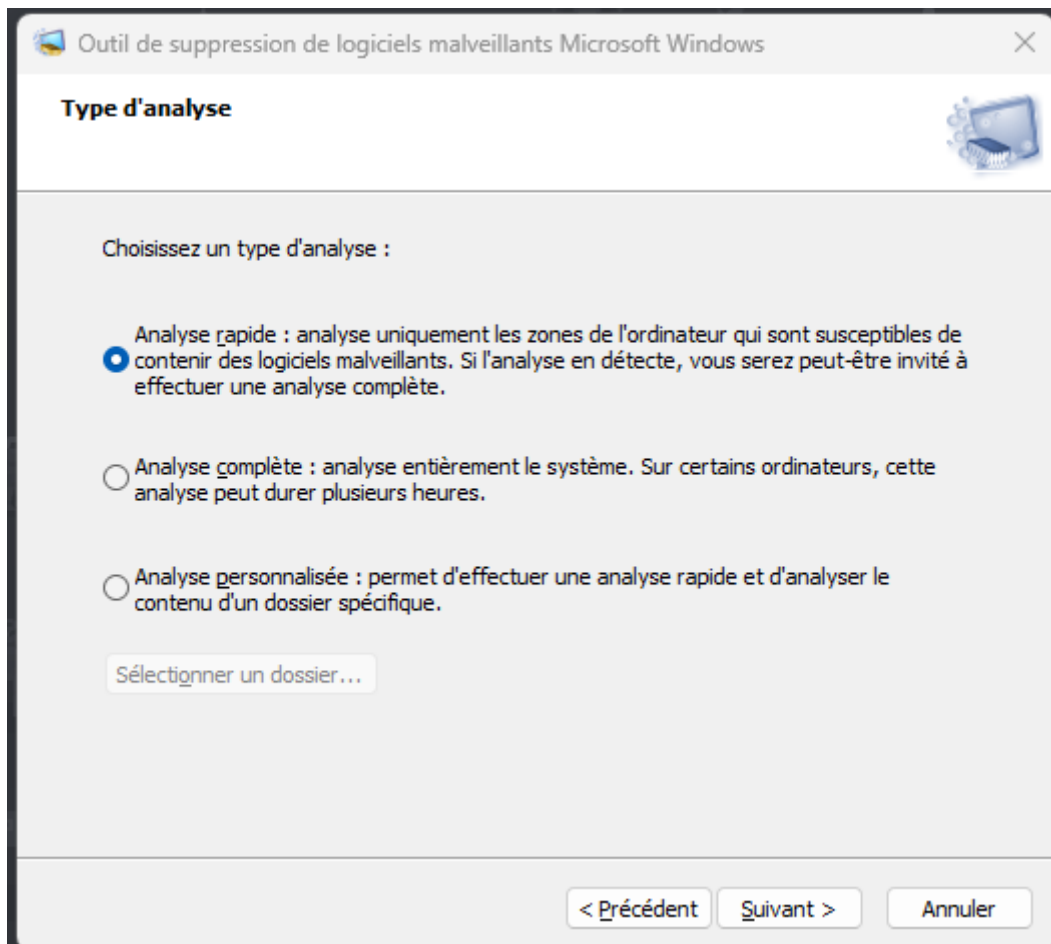 Outil de suppression de logiciels malveillants Microsoft Windows
Type d'analyse
Choisissez un type d'analyse :
Analyse rapide : analyse uniquement les zones de l'ordinateur qui sont susceptibles de
contenir des logiciels malveillants. Si l'analyse en détecte, vous serez peut-être invité à
effectuer une analyse complète.
Analyse complète : analyse entièrement le système. Sur certains ordinateurs, cette
analyse peut durer plusieurs heures.
Analyse personnalisée : permet d'effectuer une analyse rapide et d'analyser le
contenu d'un dossier spécifique.
Sélectionner un dossier...
< Précédent Suivant > Annuler